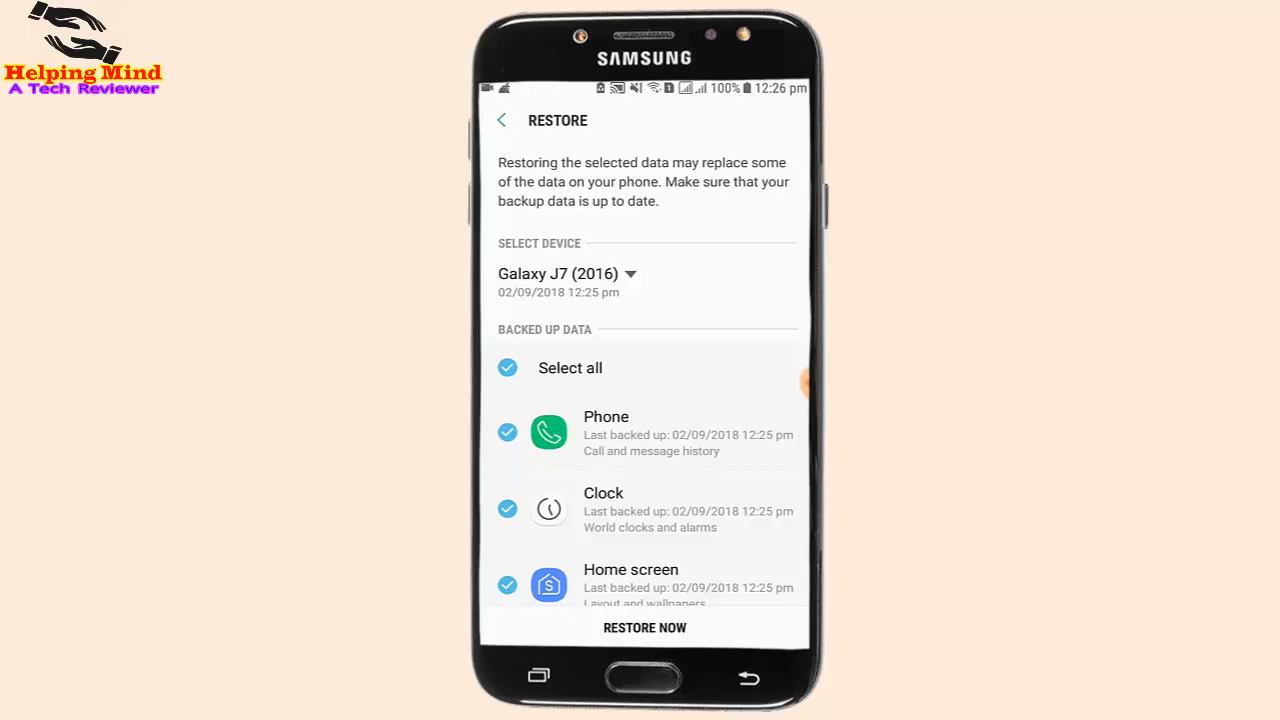 Helping Mind
A Tech Reviewer
SAMSUNG
100% 12:26 pm
RESTORE
Restoring the selected data may replace some
of the data on your phone. Make sure that your
backup data is up to date.
SELECT DEVICE
Galaxy J7 (2016)
02/09/2018 12:25 pm
BACKED UP DATA
Select all
Phone
Last backed up: 02/09/2018 12:25 pm
Call and message history
Clock
Last backed up: 02/09/2018 12:25 pm
World clocks and alarms
Home screen
Last backed up: 02/09/2018 12:25 pm
Layout and wallpapers
RESTORE NOW